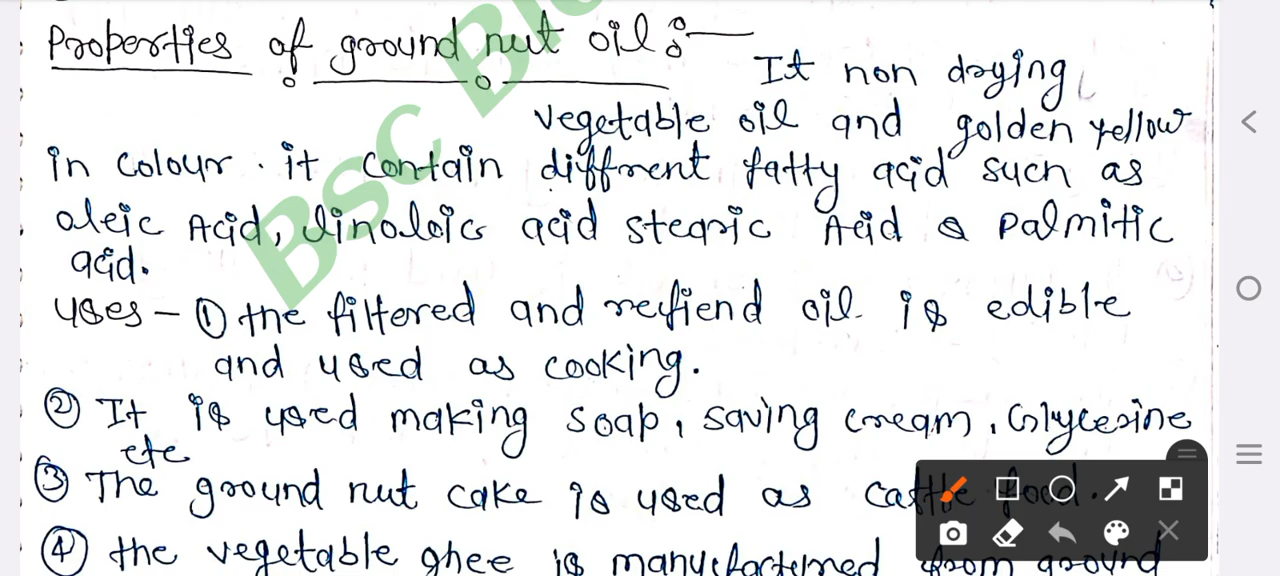 Properties of ground nut oil :—
It non drying
vegetable oil and golden yellow
in colour. it contain diffrent fatty acid such as
oleic Acid, linoleic acid stearic Acid & Palmitic
acid.
uses - ① the filtered and refiend oil is edible
and used as cooking.
② It is used making soap, saving cream, Glycerine
etc
③ The ground nut cake is used as cattle food.
④ the vegetable ghee is manufactured from ground
BSC Bio